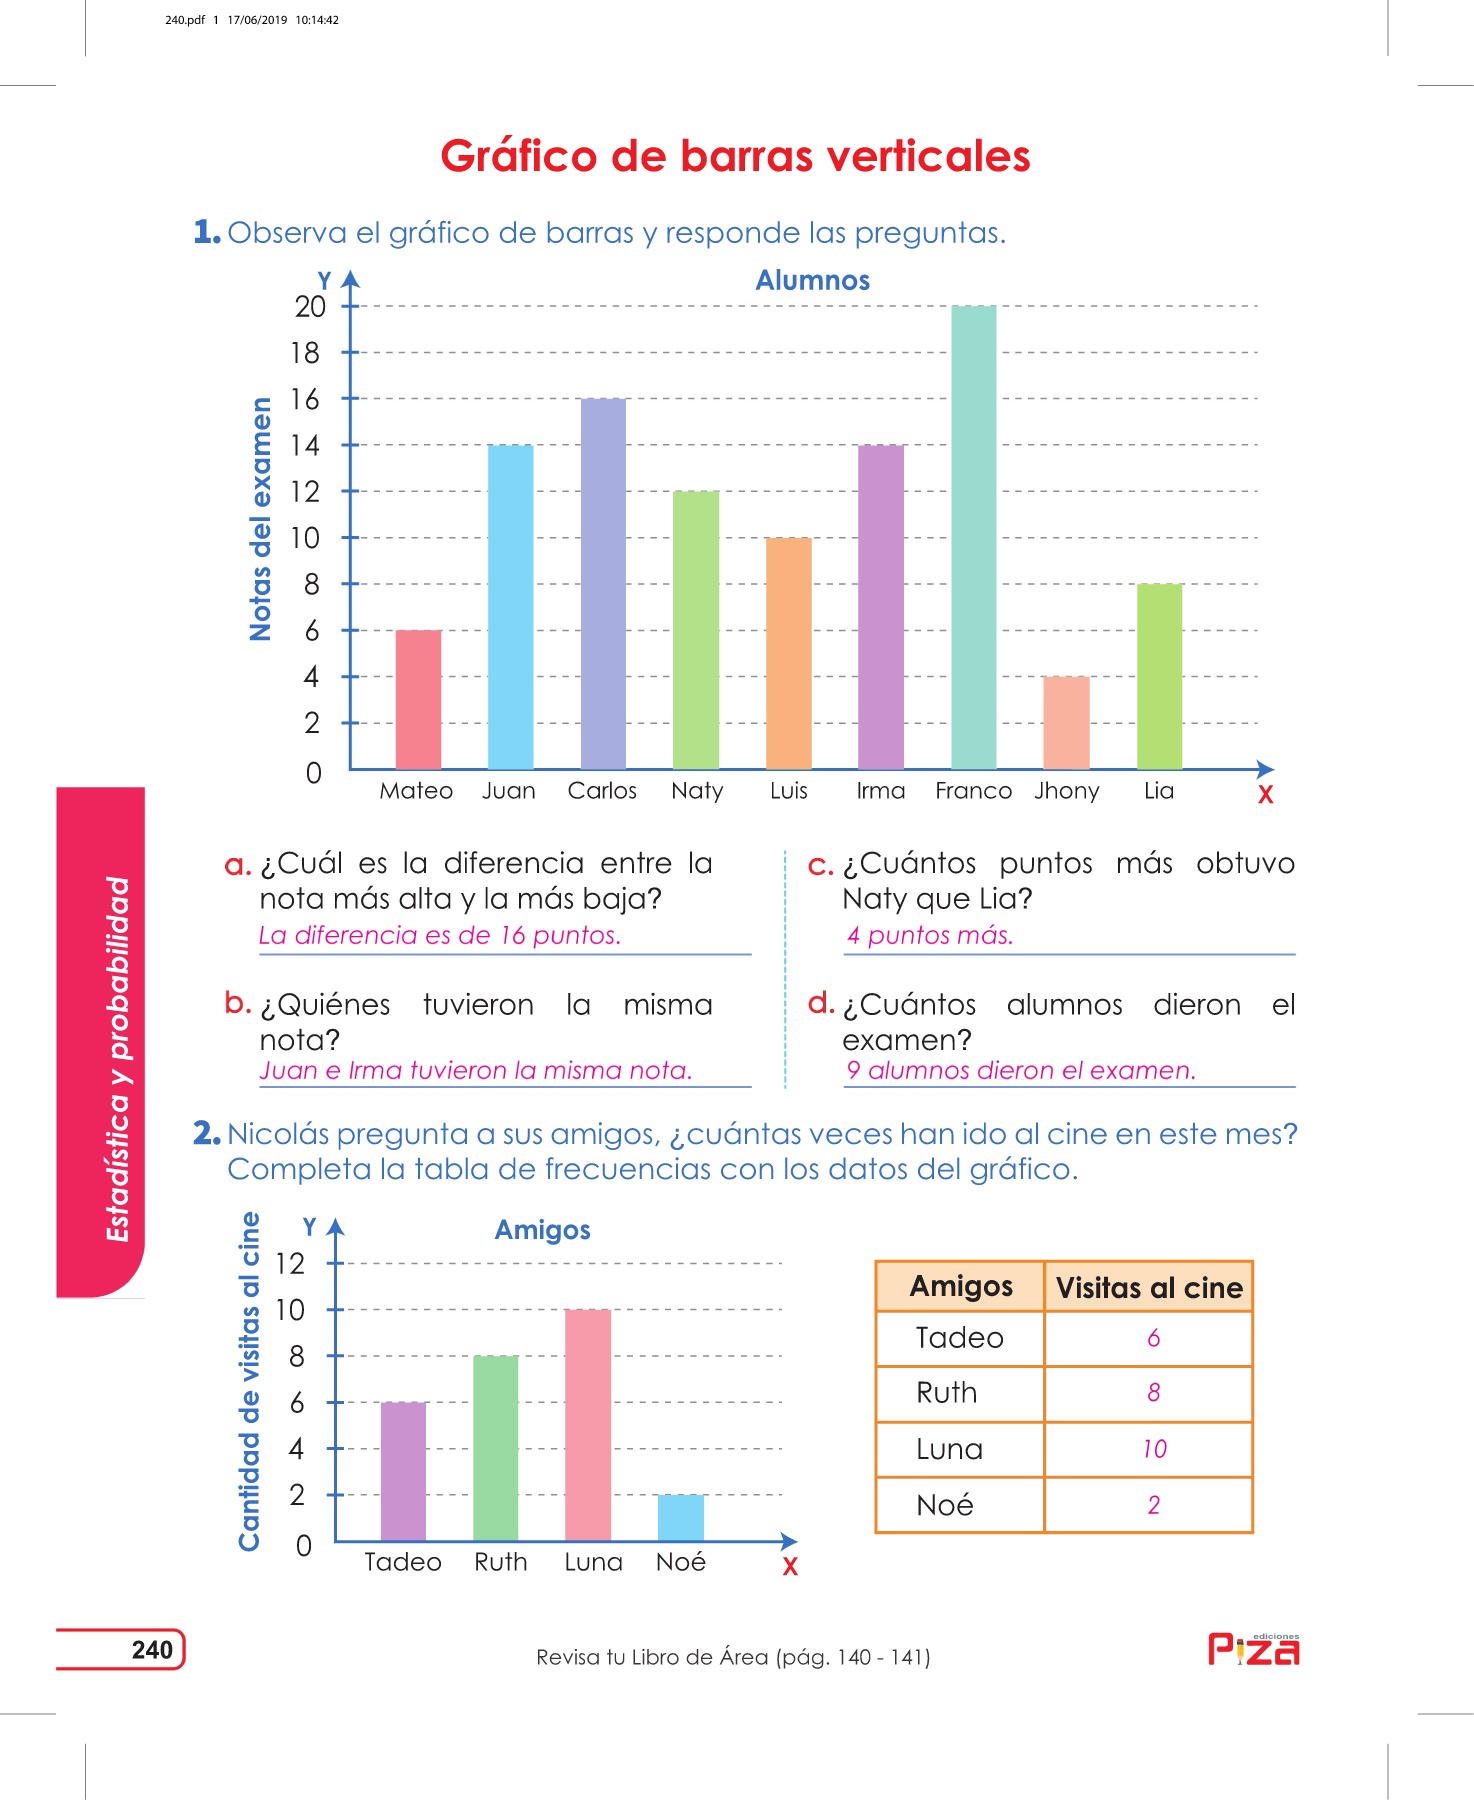 240.pdf 1 17/06/2019 10:14:42
Gráfico de barras verticales
1. Observa el gráfico de barras y responde las preguntas.
Y
Alumnos
Notas del examen
20
18
16
14
12
10
8
6
4
2
0
Mateo Juan Carlos Naty Luis Irma Franco Jhony Lia
X
a. ¿Cuál es la diferencia entre la
nota más alta y la más baja?
La diferencia es de 16 puntos.
b. ¿Quiénes tuvieron la misma
nota?
Juan e Irma tuvieron la misma nota.
c. ¿Cuántos puntos más obtuvo
Naty que Lia?
4 puntos más.
d. ¿Cuántos alumnos dieron el
examen?
9 alumnos dieron el examen.
Estadística y probabilidad
2. Nicolás pregunta a sus amigos, ¿cuántas veces han ido al cine en este mes?
Completa la tabla de frecuencias con los datos del gráfico.
Y
Amigos
Cantidad de visitas al cine
12
10
8
6
4
2
0
Tadeo Ruth Luna Noé
X
Amigos Visitas al cine
Tadeo 6
Ruth 8
Luna 10
Noé 2
240
Revisa tu Libro de Área (pág. 140 - 141)
ediciones
Piza